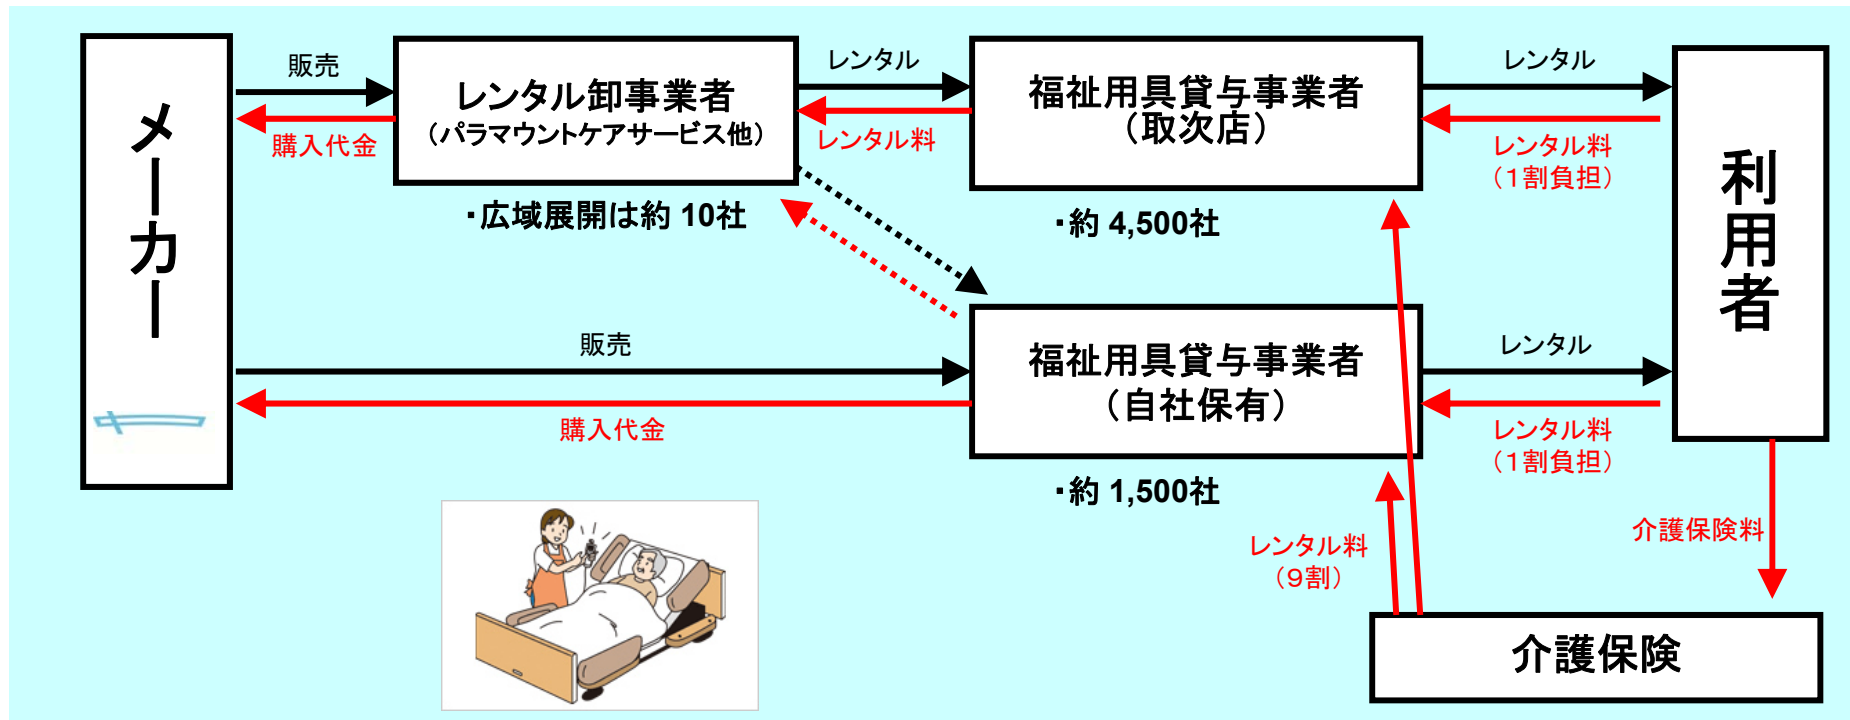 メーカー
販売
購入代金
レンタル卸事業者
（パラマウントケアサービス他）
・広域展開は約 10社
レンタル
レンタル料
福祉用具貸与事業者
（取次店）
・約 4,500社
レンタル
レンタル料
（１割負担）
利用者
販売
購入代金
福祉用具貸与事業者
（自社保有）
・約 1,500社
レンタル
レンタル料
（１割負担）
レンタル料
（９割）
介護保険料
介護保険